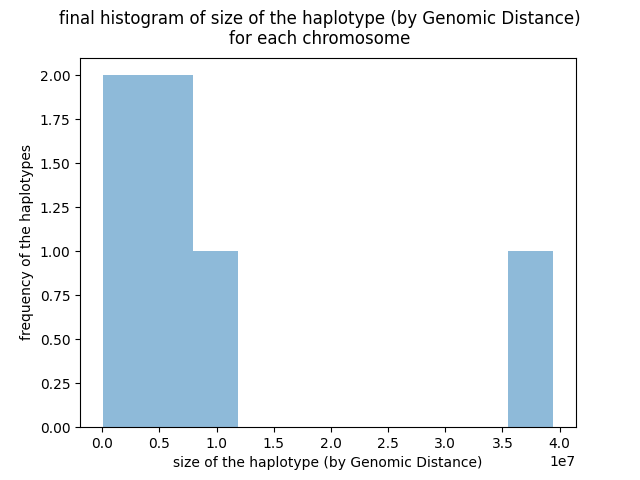 final histogram of size of the haplotype (by Genomic Distance)
for each chromosome
frequency of the haplotypes
2.00
1.75
1.50
1.25
1.00
0.75
0.50
0.25
0.00
0.0 0.5 1.0 1.5 2.0 2.5 3.0 3.5 4.0
1e7
size of the haplotype (by Genomic Distance)